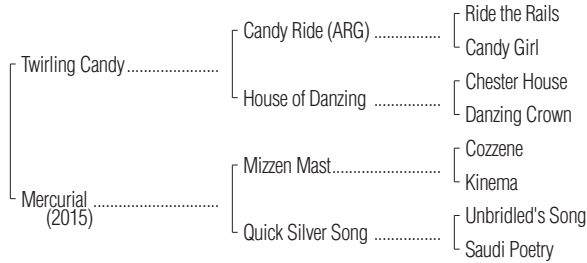 Ride the Rails
Candy Ride (ARG) ................
Candy Girl
Twirling Candy ......................
Chester House
House of Danzing ................
Danzing Crown
Cozzene
Mizzen Mast..........................
Kinema
Mercurial ..............................
(2015)
Unbridled's Song
Quick Silver Song ................
Saudi Poetry